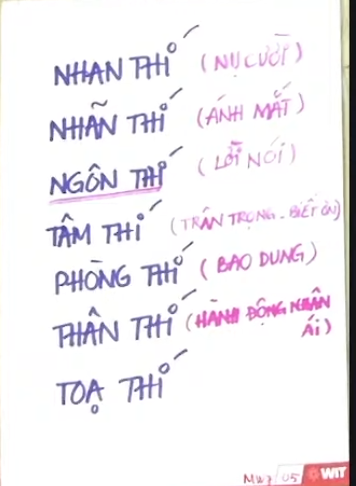 NHAN THÍ (NỤ CƯỜI)
NHÃN THÍ (ÁNH MẮT)
NGÔN THÍ (LỜI NÓI)
TÂM THÍ (TRÂN TRỌNG - BIẾT ƠN)
PHÒNG THÍ (BAO DUNG)
THÂN THÍ (HÀNH ĐỘNG NHÂN
ÁI)
TOẠ THÍ
05 WIT